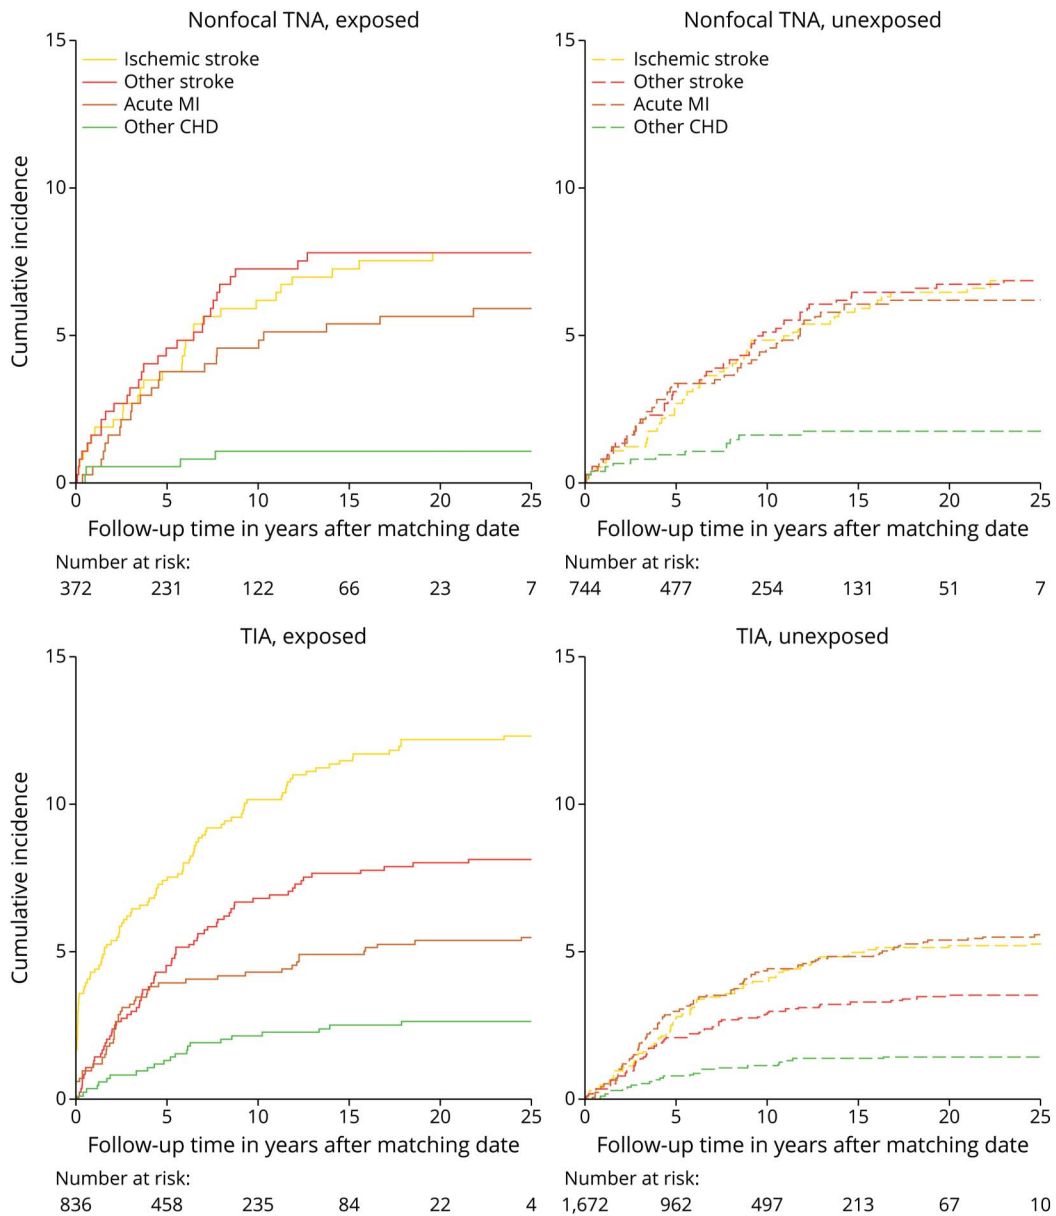 Nonfocal TNA, exposed
15
10
5
0
Cumulative incidence
Ischemic stroke
Other stroke
Acute MI
Other CHD
0 5 10 15 20 25
Follow-up time in years after matching date
Number at risk:
372 231 122 66 23 7
Nonfocal TNA, unexposed
15
10
5
0
Ischemic stroke
Other stroke
Acute MI
Other CHD
0 5 10 15 20 25
Follow-up time in years after matching date
Number at risk:
744 477 254 131 51 7
TIA, exposed
15
10
5
0
Cumulative incidence
0 5 10 15 20 25
Follow-up time in years after matching date
Number at risk:
836 458 235 84 22 4
TIA, unexposed
15
10
5
0
0 5 10 15 20 25
Follow-up time in years after matching date
Number at risk:
1,672 962 497 213 67 10